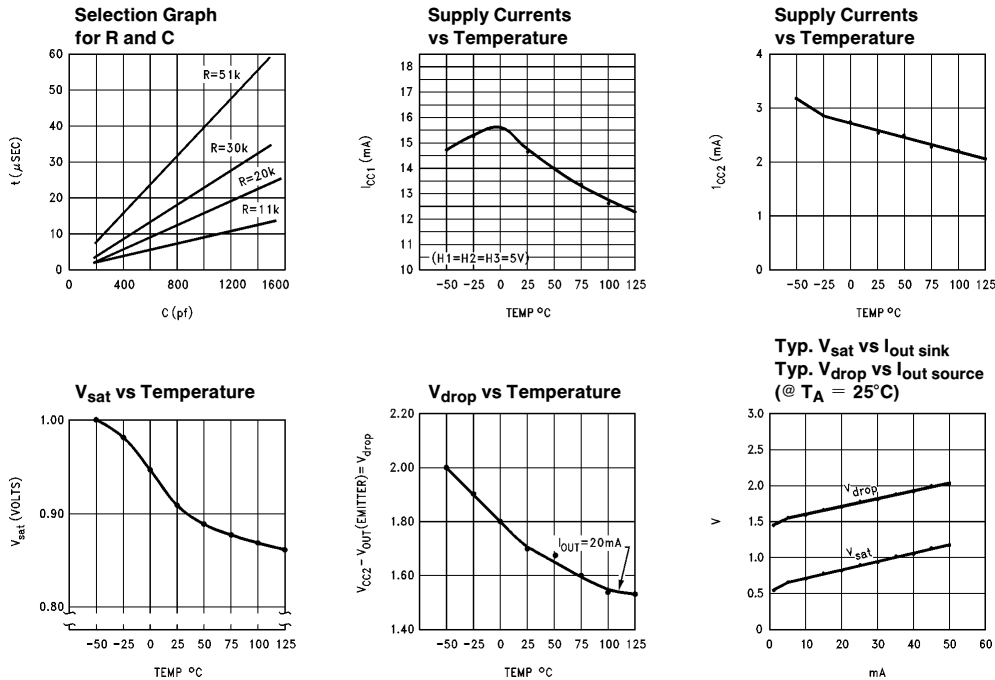 Selection Graph
for R and C
60
50
40
30
20
10
0
t (μSEC)
R=51k
R=30k
R=20k
R=11k
0 400 800 1200 1600
C (pf)
Supply Currents
vs Temperature
18
17
16
15
14
13
12
11
10
ICC1 (mA)
(H1=H2=H3=5V)
-50 -25 0 25 50 75 100 125
TEMP ºC
Supply Currents
vs Temperature
4
3
2
1
0
ICC2 (mA)
-50 -25 0 25 50 75 100 125
TEMP ºC
Vsat vs Temperature
1.00
0.90
0.80
Vsat (VOLTS)
-50 -25 0 25 50 75 100 125
TEMP ºC
Vdrop vs Temperature
2.20
2.00
1.80
1.60
1.40
VCC2 – VOUT(EMITTER)= Vdrop
IOUT=20mA
-50 -25 0 25 50 75 100 125
TEMP ºC
Typ. Vsat vs Iout sink
Typ. Vdrop vs Iout source
(@ TA = 25°C)
3.0
2.5
2.0
1.5
1.0
0.5
0
V
Vdrop
Vsat
0 10 20 30 40 50 60
mA